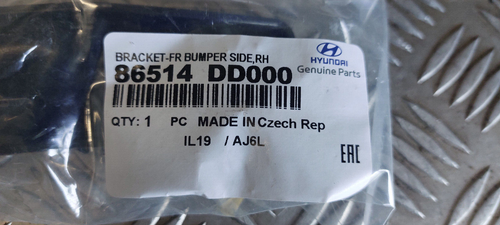 BRACKET-FR BUMPER SIDE,RH
HYUNDAI
86514 DD000
Genuine Parts
QTY: 1 PC MADE IN Czech Rep
IL19 / AJ6L
EAC